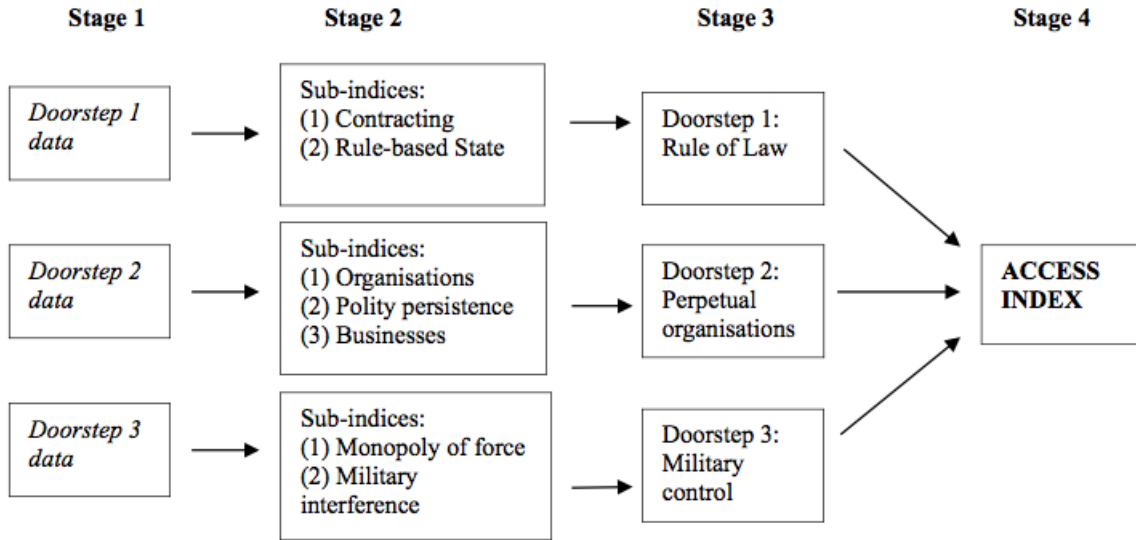 Stage 1
Stage 2
Stage 3
Stage 4
Doorstep 1
data
Sub-indices:
(1) Contracting
(2) Rule-based State
Doorstep 1:
Rule of Law
Doorstep 2
data
Sub-indices:
(1) Organisations
(2) Polity persistence
(3) Businesses
Doorstep 2:
Perpetual
organisations
ACCESS
INDEX
Doorstep 3
data
Sub-indices:
(1) Monopoly of force
(2) Military
interference
Doorstep 3:
Military
control